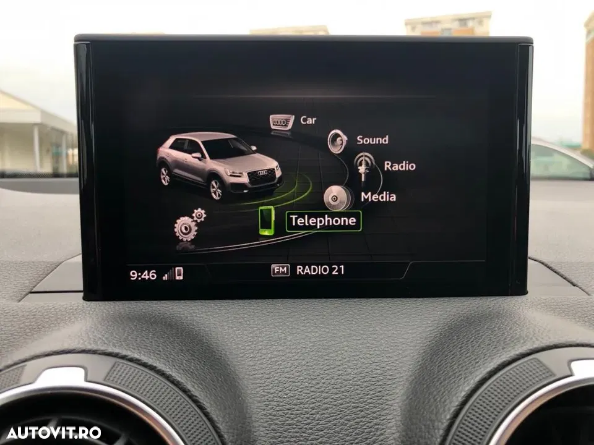 Car
Sound
Radio
Media
Telephone
9:46
FM RADIO 21
AUTOVIT.RO